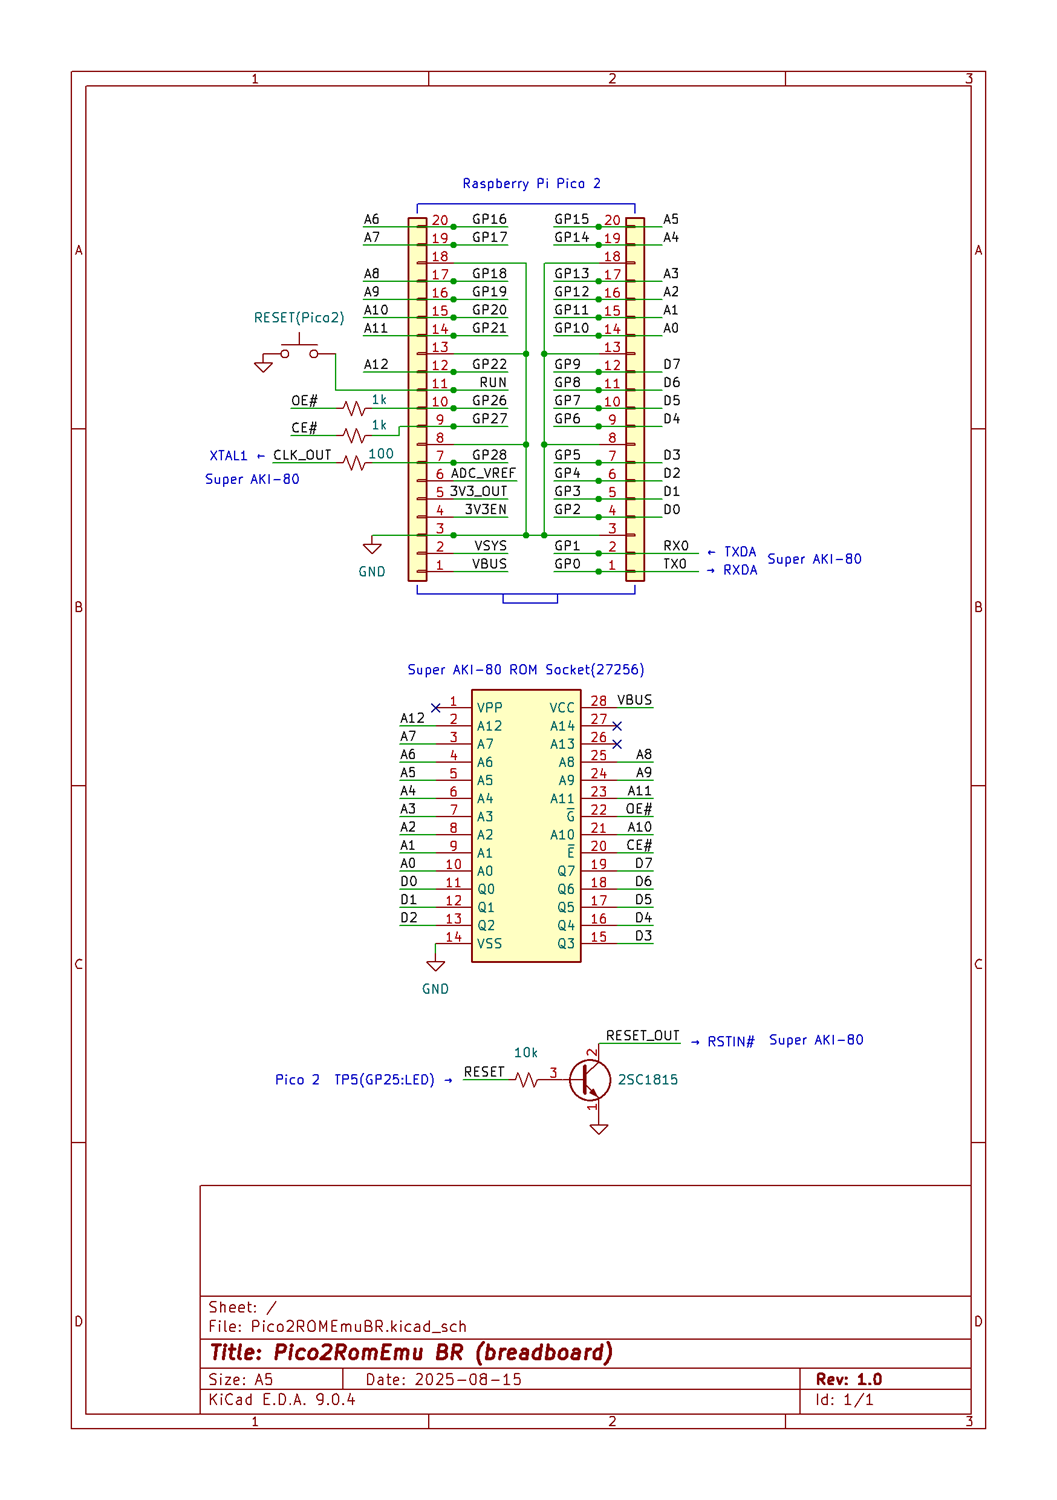 1 2 3
Raspberry Pi Pico 2
A6 20 GP16 GP15 20 A5
A7 19 GP17 GP14 19 A4
18 18
A A
A8 17 GP18 GP13 17 A3
A9 16 GP19 GP12 16 A2
A10 15 GP20 GP11 15 A1
RESET(Pico2)
A11 14 GP21 GP10 14 A0
13 13
A12 12 GP22 GP9 12 D7
11 RUN GP8 11 D6
OE# 1k 10 GP26 GP7 10 D5
CE# 1k 9 GP27 GP6 9 D4
8 8
XTAL1 ← CLK_OUT 100 7 GP28 GP5 7 D3
Super AKI-80
6 ADC_VREF GP4 6 D2
5 3V3_OUT GP3 5 D1
4 3V3EN GP2 4 D0
3 3
2 VSYS GP1 2 RX0 ← TXDA
Super AKI-80
GND
1 VBUS GP0 1 TX0 → RXDA
B B
Super AKI-80 ROM Socket(27256)
1 VPP VCC 28 VBUS
A12 2 A12 A14 27
A7 3 A7 A13 26
A6 4 A6 A8 25 A8
A5 5 A5 A9 24 A9
A4 6 A4 A11 23 A11
A3 7 A3 G 22 OE#
A2 8 A2 A10 21 A10
A1 9 A1 E 20 CE#
A0 10 A0 Q7 19 D7
D0 11 Q0 Q6 18 D6
D1 12 Q1 Q5 17 D5
D2 13 Q2 Q4 16 D4
14 VSS Q3 15 D3
C C
GND
RESET_OUT → RSTIN# Super AKI-80
10k 2
Pico 2 TP5(GP25:LED) → RESET 3 2SC1815
1
Sheet: /
File: Pico2ROMEmuBR.kicad_sch
D D
Title: Pico2RomEmu BR (breadboard)
Size: A5 Date: 2025-08-15 Rev: 1.0
KiCad E.D.A. 9.0.4 Id: 1/1
1 2 3